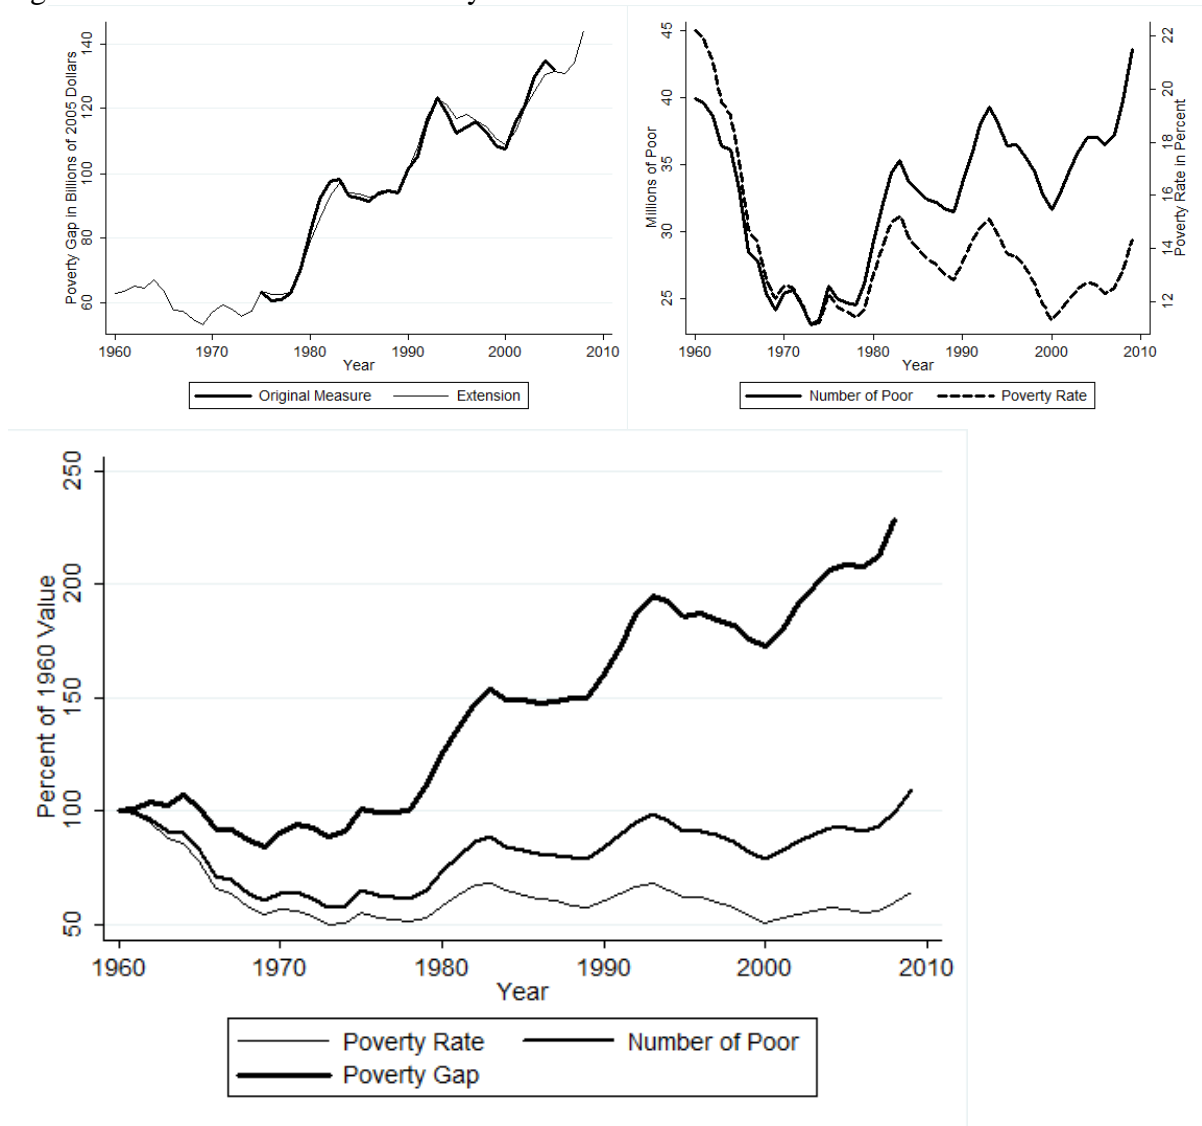 Poverty Gap in Billions of 2005 Dollars
140
120
100
80
60
1960 1970 1980 1990 2000 2010
Year
Original Measure Extension
Millions of Poor
45
40
35
30
25
22
20
18
16
14
12
Poverty Rate in Percent
1960 1970 1980 1990 2000 2010
Year
Number of Poor Poverty Rate
Percent of 1960 Value
250
200
150
100
50
1960 1970 1980 1990 2000 2010
Year
Poverty Rate Number of Poor
Poverty Gap